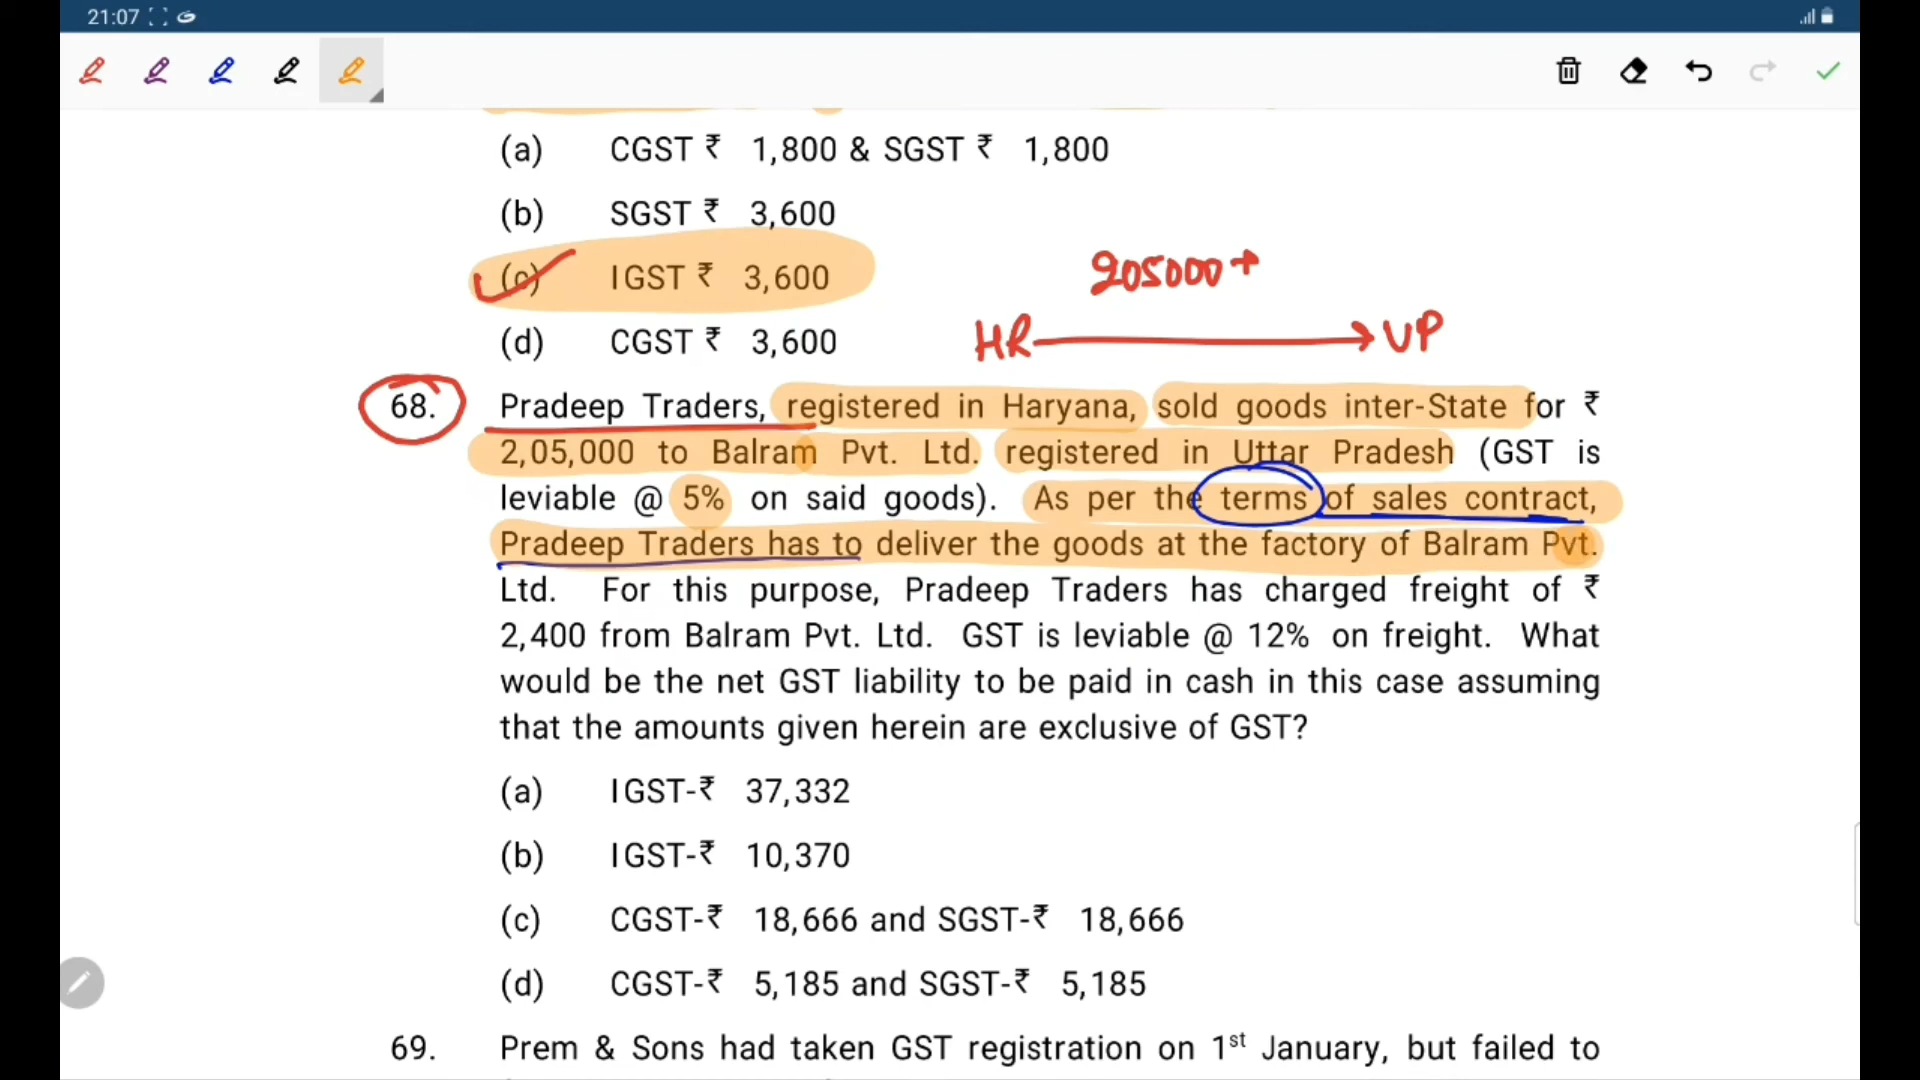 21:07
(a) CGST ₹ 1,800 & SGST ₹ 1,800
(b) SGST ₹ 3,600
(c) IGST ₹ 3,600
205000+
(d) CGST ₹ 3,600
HR UP
68. Pradeep Traders, registered in Haryana, sold goods inter-State for ₹
2,05,000 to Balram Pvt. Ltd. registered in Uttar Pradesh (GST is
leviable @ 5% on said goods). As per the terms of sales contract,
Pradeep Traders has to deliver the goods at the factory of Balram Pvt.
Ltd. For this purpose, Pradeep Traders has charged freight of ₹
2,400 from Balram Pvt. Ltd. GST is leviable @ 12% on freight. What
would be the net GST liability to be paid in cash in this case assuming
that the amounts given herein are exclusive of GST?
(a) IGST-₹ 37,332
(b) IGST-₹ 10,370
(c) CGST-₹ 18,666 and SGST-₹ 18,666
(d) CGST-₹ 5,185 and SGST-₹ 5,185
69. Prem & Sons had taken GST registration on 1st January, but failed to